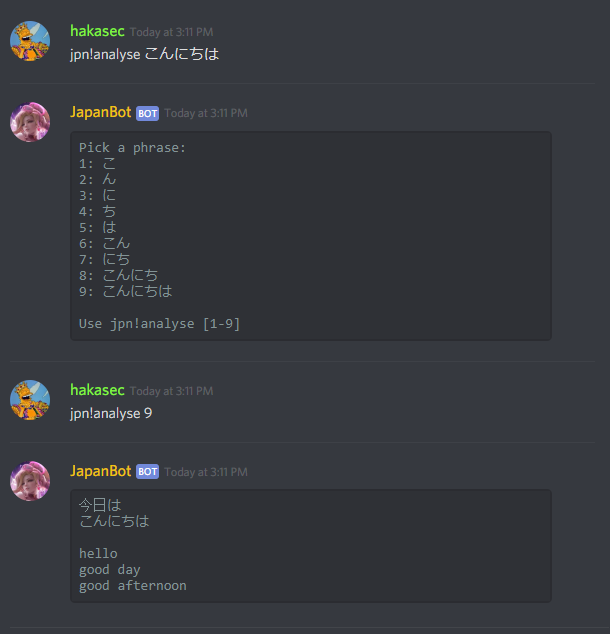 hakasec Today at 3:11 PM
jpn!analyse こんにちは
JapanBot BOT Today at 3:11 PM
Pick a phrase:
1: こ
2: ん
3: に
4: ち
5: は
6: こん
7: にち
8: こんにち
9: こんにちは
Use jpn!analyse [1-9]
hakasec Today at 3:11 PM
jpn!analyse 9
JapanBot BOT Today at 3:11 PM
今日は
こんにちは
hello
good day
good afternoon